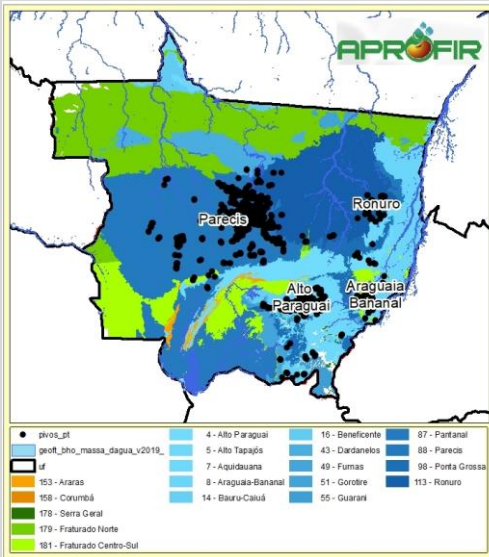 APROFIR
Parecis
Ronuro
Alto
Paraguai
Araguaia
Bananal
pivos_pt
geoft_bho_massa_dagua_v2019_
uf
153 - Araras
158 - Corumbá
178 - Serra Geral
179 - Fraturado Norte
181 - Fraturado Centro-Sul
4 - Alto Paraguai
5 - Alto Tapajós
7 - Aquidauana
8 - Araguaia-Bananal
14 - Bauru-Caiuá
16 - Beneficente
43 - Dardanelos
49 - Furnas
51 - Gorotire
55 - Guarani
87 - Pantanal
88 - Parecis
98 - Ponta Grossa
113 - Ronuro